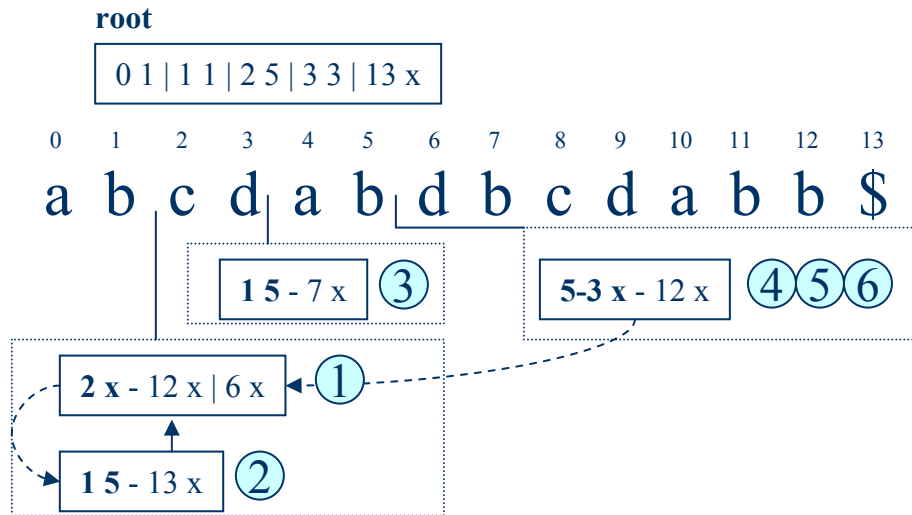 root
0 1 | 1 1 | 2 5 | 3 3 | 13 x
0 1 2 3 4 5 6 7 8 9 10 11 12 13
a b c d a b d b c d a b b $
1 5 - 7 x 3 5-3 x - 12 x 4 5 6
2 x - 12 x | 6 x 1
1 5 - 13 x 2